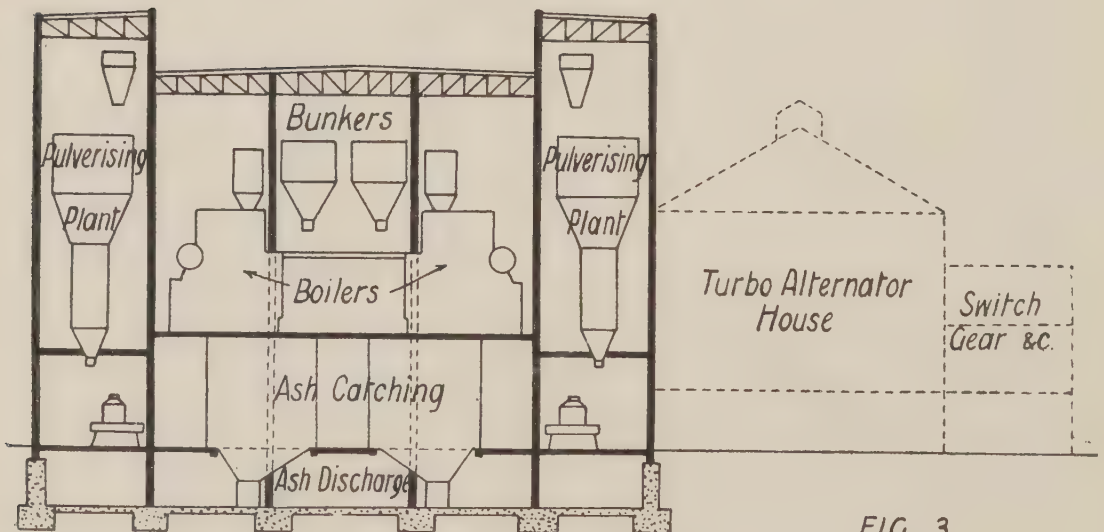 Bunkers
Pulverising
Plant
Pulverising
Plant
Boilers
Turbo Alternator
House
Switch
Gear &c.
Ash Catching
Ash Discharge
FIG. 3